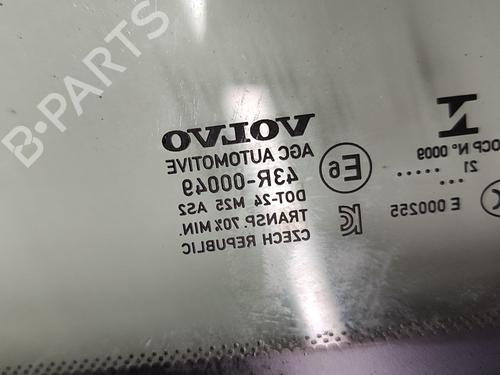 B-PARTS
VOLVO
AGC AUTOMOTIVE
43R-00049
DOT-24 M25 AS2
TRANSP. 70% MIN.
CZECH REPUBLIC
E6
OCP N° 0009
21
E 000255